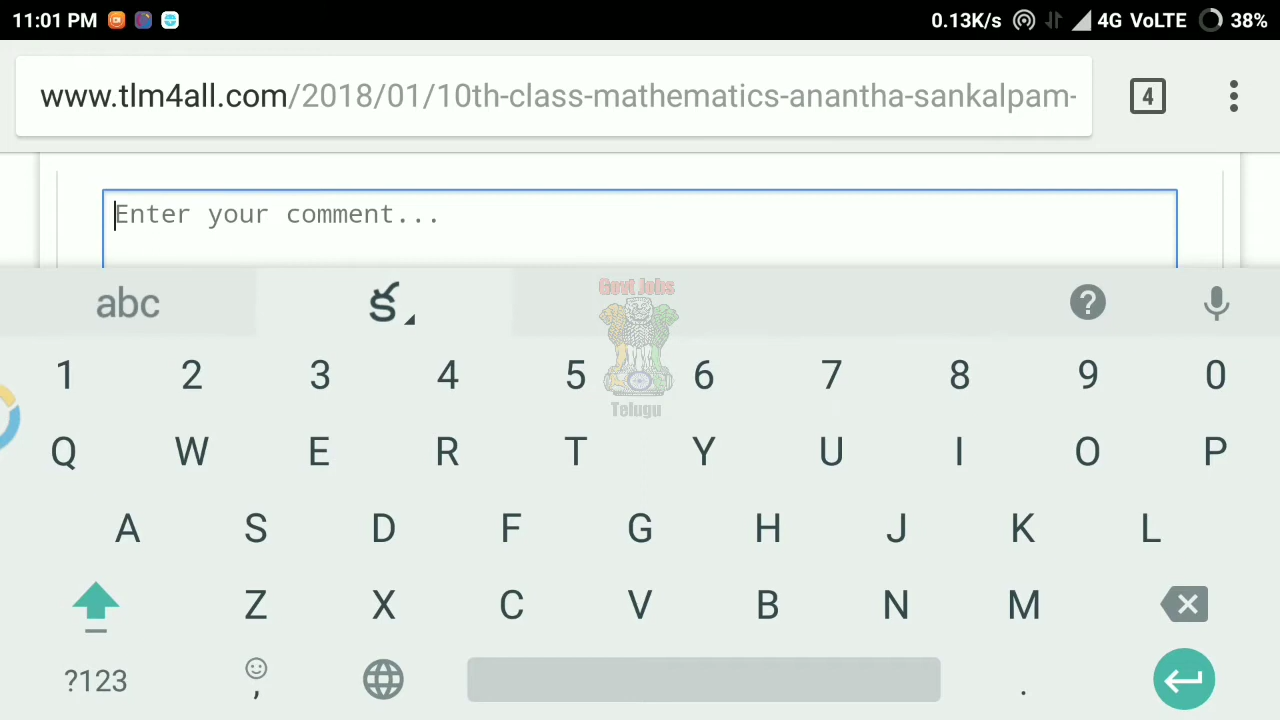 11:01 PM 0.13K/s 4G VoLTE 38%
www.tlm4all.com/2018/01/10th-class-mathematics-anantha-sankalpam- 4
Enter your comment...
abc క ?
Govt Jobs
Telugu
1 2 3 4 5 6 7 8 9 0
Q W E R T Y U I O P
A S D F G H J K L
Z X C V B N M
?123 , .